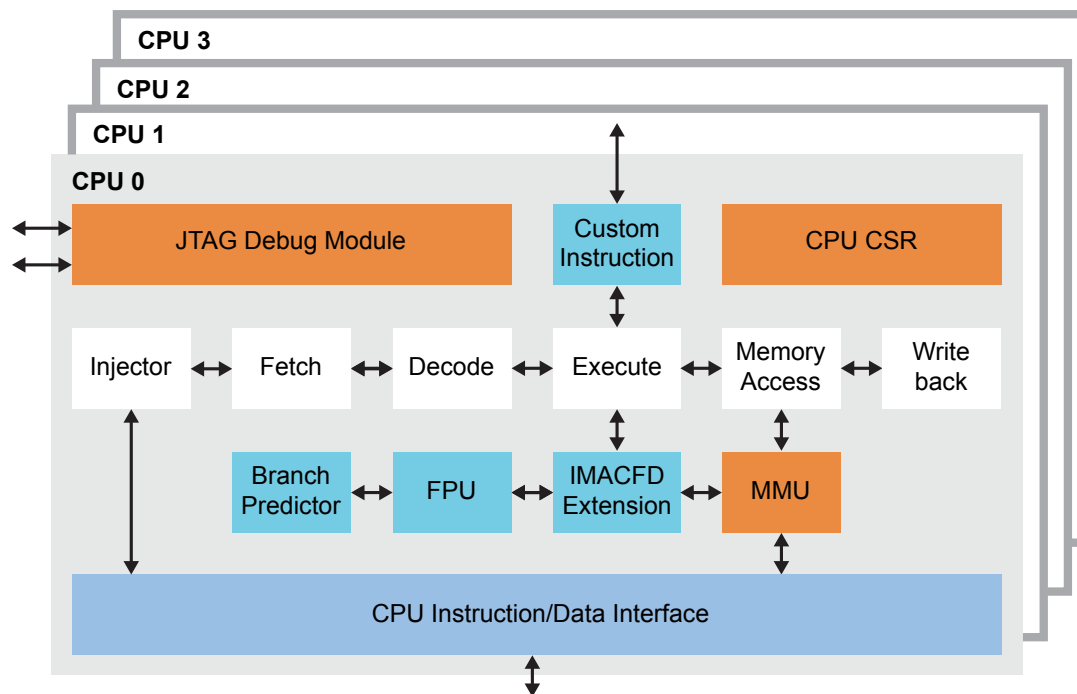 CPU 3
CPU 2
CPU 1
CPU 0
JTAG Debug Module
Custom
Instruction
CPU CSR
Injector
Fetch
Decode
Execute
Memory
Access
Write
back
Branch
Predictor
FPU
IMACFD
Extension
MMU
CPU Instruction/Data Interface